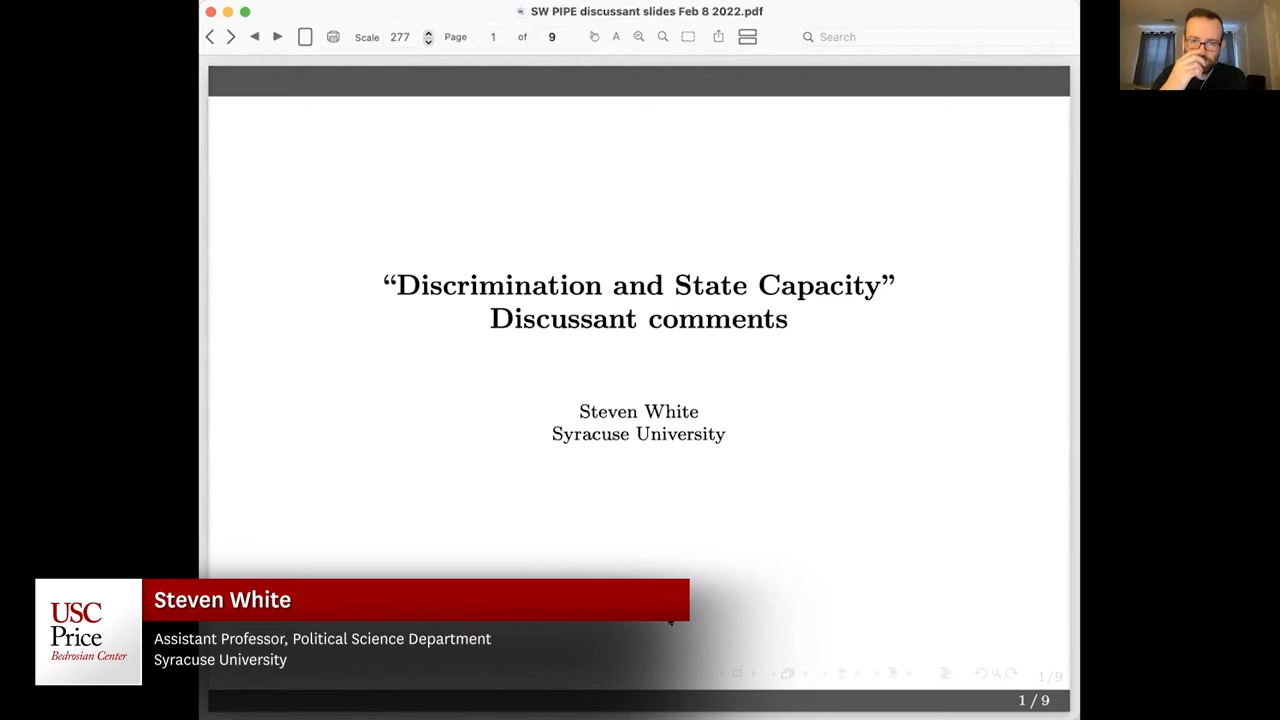 SW PIPE discussant slides Feb 8 2022.pdf
Scale 277 Page 1 of 9 A Search
“Discrimination and State Capacity”
Discussant comments
Steven White
Syracuse University
USC
Price
Bedrosian Center
Steven White
Assistant Professor, Political Science Department
Syracuse University
1/9
1 / 9